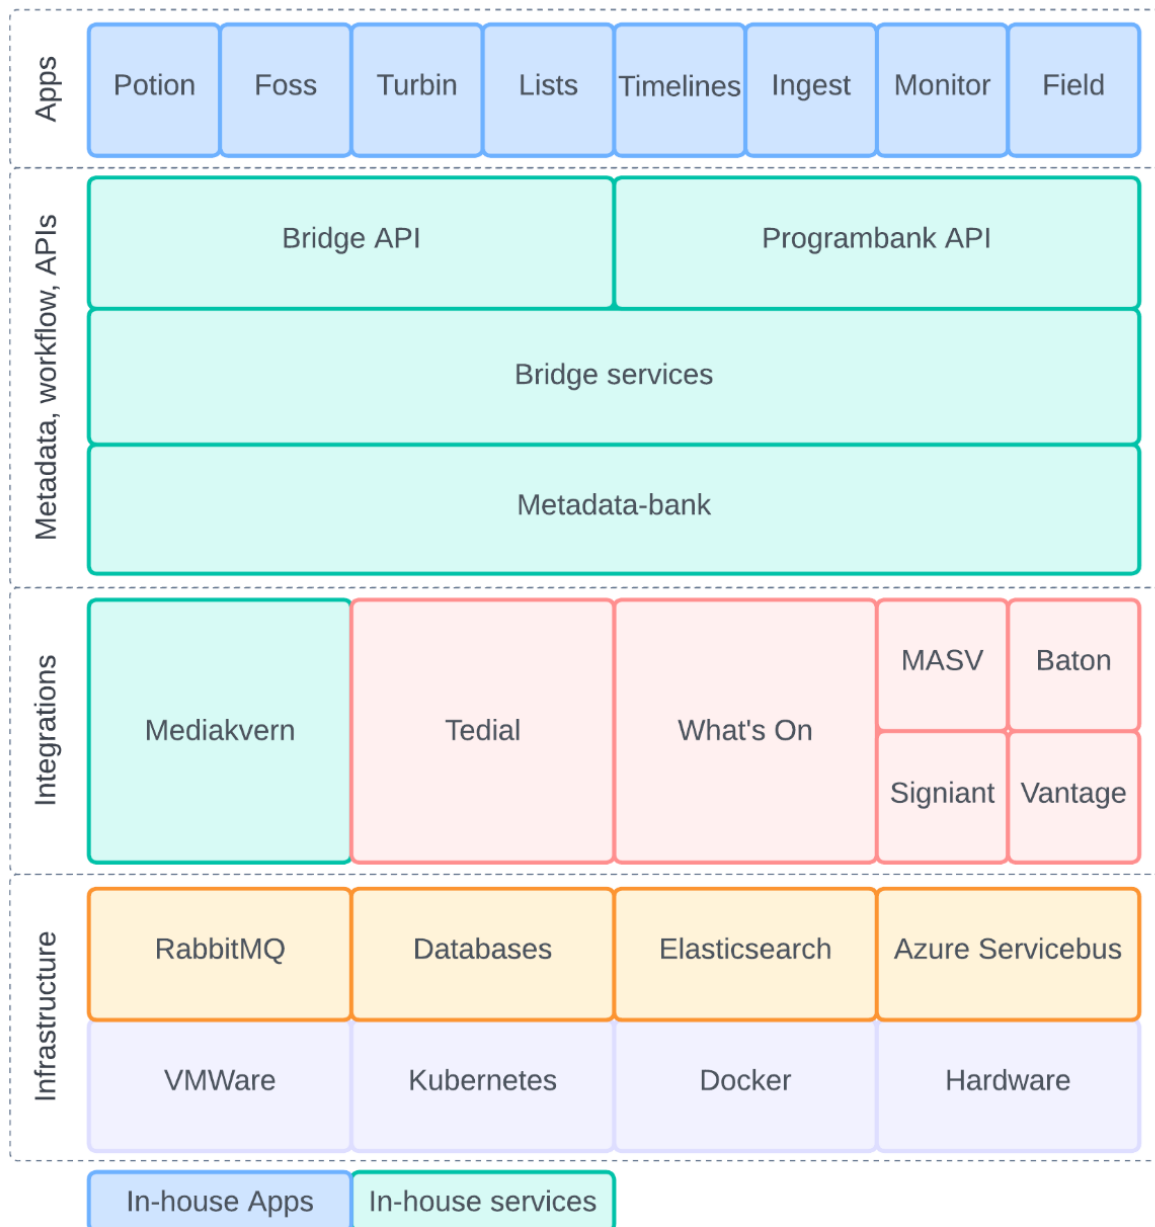 Apps
Potion
Foss
Turbin
Lists
Timelines
Ingest
Monitor
Field
Metadata, workflow, APIs
Bridge API
Programbank API
Bridge services
Metadata-bank
Integrations
Mediakvern
Tedial
What's On
MASV
Baton
Signiant
Vantage
Infrastructure
RabbitMQ
Databases
Elasticsearch
Azure Servicebus
VMWare
Kubernetes
Docker
Hardware
In-house Apps
In-house services